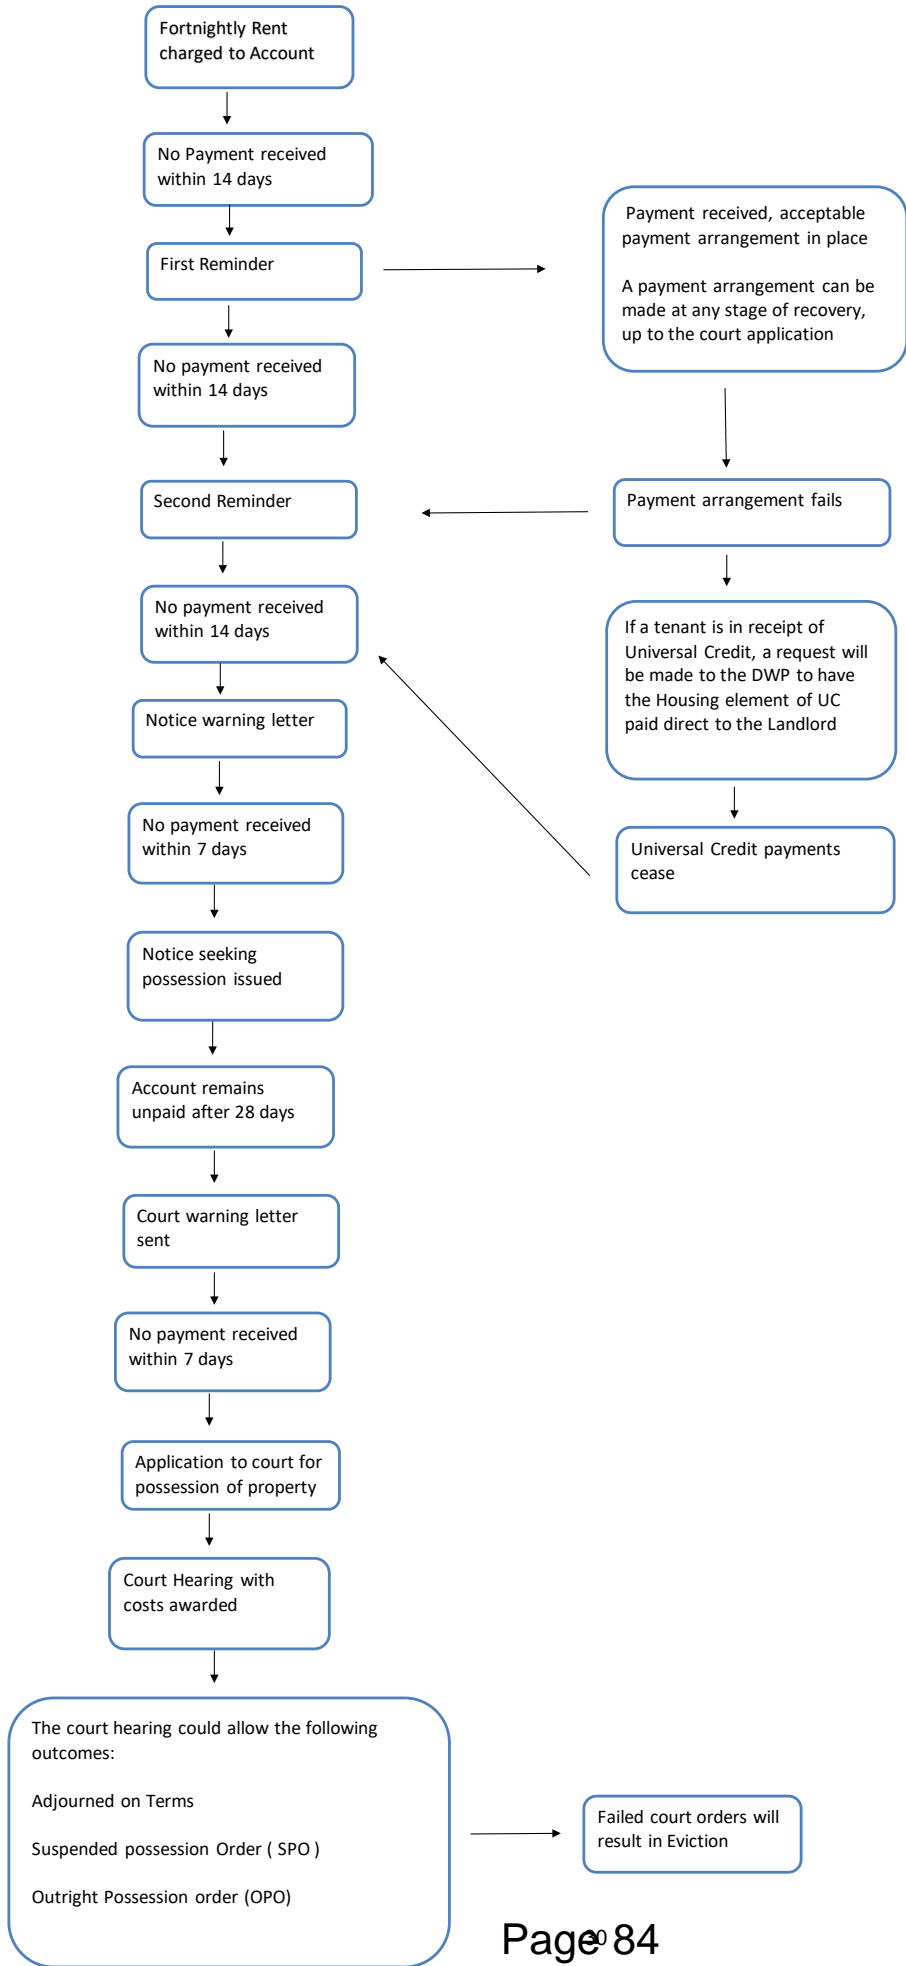 Fortnightly Rent
charged to Account
No Payment received
within 14 days
First Reminder
Payment received, acceptable
payment arrangement in place
A payment arrangement can be
made at any stage of recovery,
up to the court application
No payment received
within 14 days
Second Reminder
Payment arrangement fails
No payment received
within 14 days
If a tenant is in receipt of
Universal Credit, a request will
be made to the DWP to have
the Housing element of UC
paid direct to the Landlord
Notice warning letter
No payment received
within 7 days
Universal Credit payments
cease
Notice seeking
possession issued
Account remains
unpaid after 28 days
Court warning letter
sent
No payment received
within 7 days
Application to court for
possession of property
Court Hearing with
costs awarded
The court hearing could allow the following
outcomes:
Adjourned on Terms
Suspended possession Order ( SPO )
Outright Possession order (OPO)
Failed court orders will
result in Eviction
Page 84